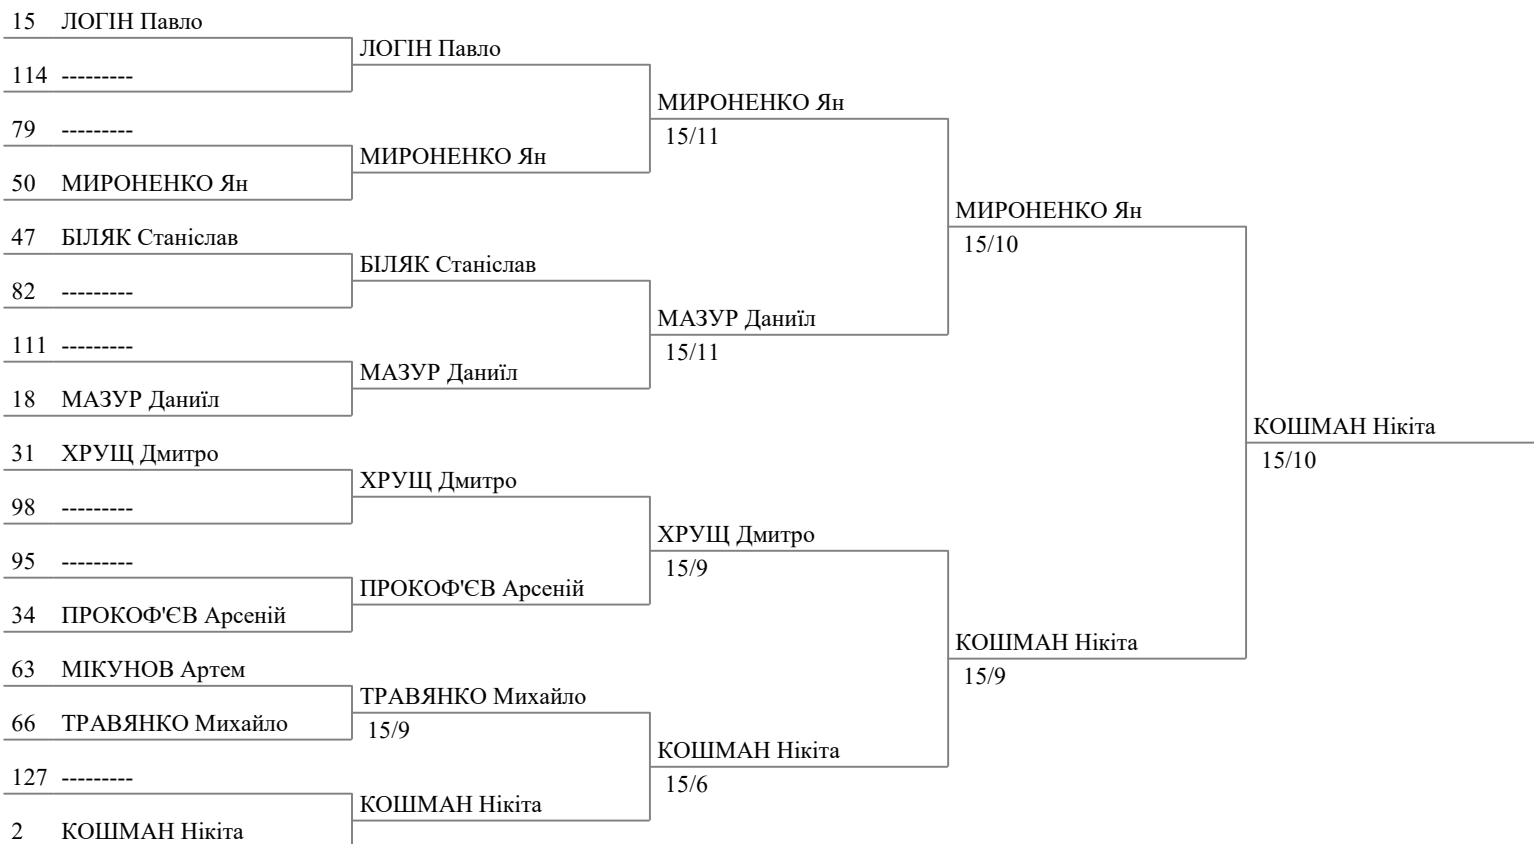 15 ЛОГІН Павло
114 ---------
79 ---------
50 МИРОНЕНКО Ян
47 БІЛЯК Станіслав
82 ---------
111 ---------
18 МАЗУР Даниїл
31 ХРУЩ Дмитро
98 ---------
95 ---------
34 ПРОКОФ'ЄВ Арсеній
63 МІКУНОВ Артем
66 ТРАВЯНКО Михайло
127 ---------
2 КОШМАН Нікіта
ЛОГІН Павло
МИРОНЕНКО Ян
БІЛЯК Станіслав
МАЗУР Даниїл
ХРУЩ Дмитро
ПРОКОФ'ЄВ Арсеній
ТРАВЯНКО Михайло
15/9
КОШМАН Нікіта
МИРОНЕНКО Ян
15/11
МАЗУР Даниїл
15/11
ХРУЩ Дмитро
15/9
КОШМАН Нікіта
15/6
МИРОНЕНКО Ян
15/10
КОШМАН Нікіта
15/9
КОШМАН Нікіта
15/10